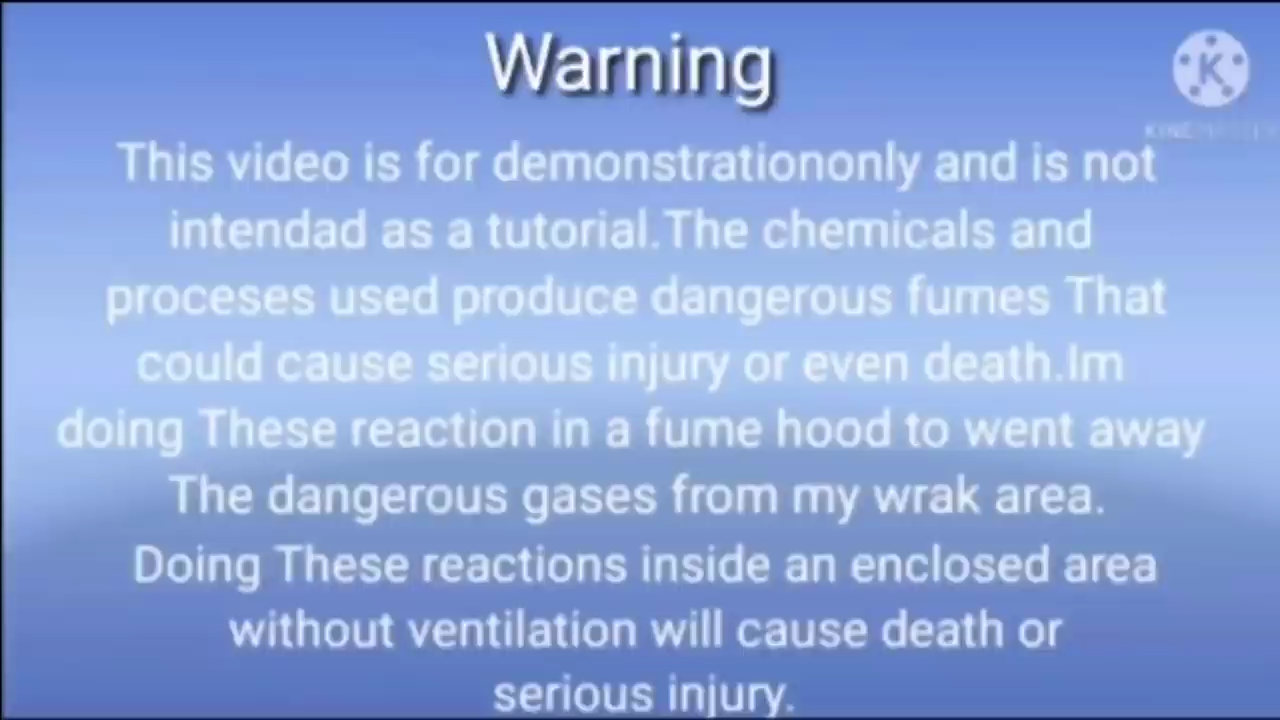 Warning
This video is for demonstrationonly and is not
intendad as a tutorial.The chemicals and
proceses used produce dangerous fumes That
could cause serious injury or even death.Im
doing These reaction in a fume hood to went away
The dangerous gases from my wrak area.
Doing These reactions inside an enclosed area
without ventilation will cause death or
serious injury.
K